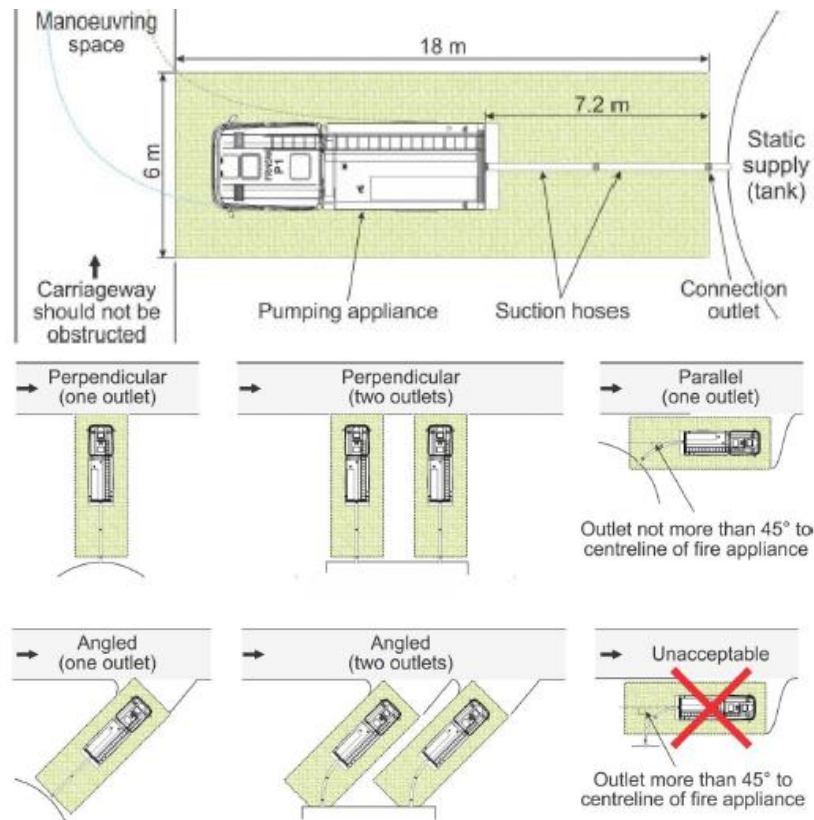 Manoeuvring
space
18 m
7.2 m
6 m
P1
Static
supply
(tank)
Carriageway
should not be
obstructed
Pumping appliance
Suction hoses
Connection
outlet
Perpendicular
(one outlet)
Perpendicular
(two outlets)
Parallel
(one outlet)
Outlet not more than 45° to
centreline of fire appliance
Angled
(one outlet)
Angled
(two outlets)
Unacceptable
Outlet more than 45° to
centreline of fire appliance